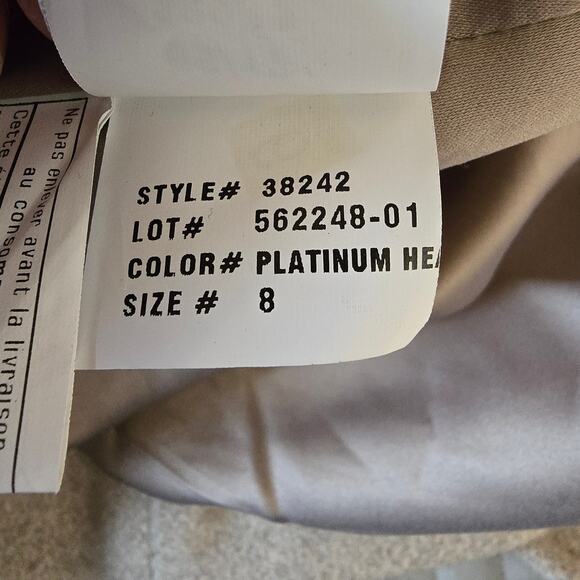 STYLE# 38242
LOT# 562248-01
COLOR# PLATINUM HEA
SIZE # 8
Ne pas enlever avant la livraison
au consom
Cette é